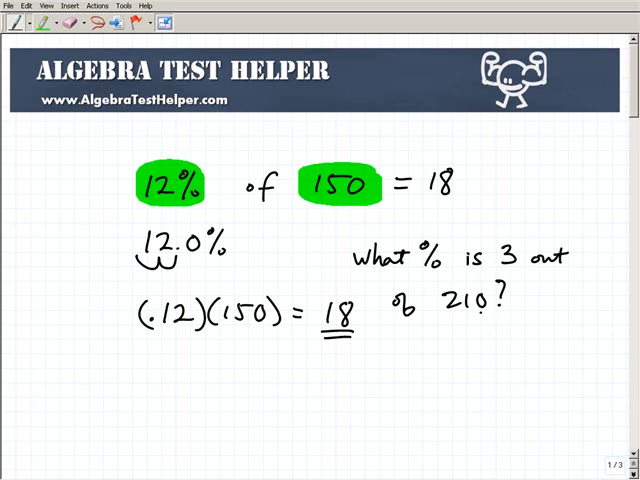 File Edit View Insert Actions Tools Help
ALGEBRA TEST HELPER
www.AlgebraTestHelper.com
12% of 150 = 18
12.0%
what % is 3 out
of 210?
(.12)(150) = 18
1 / 3